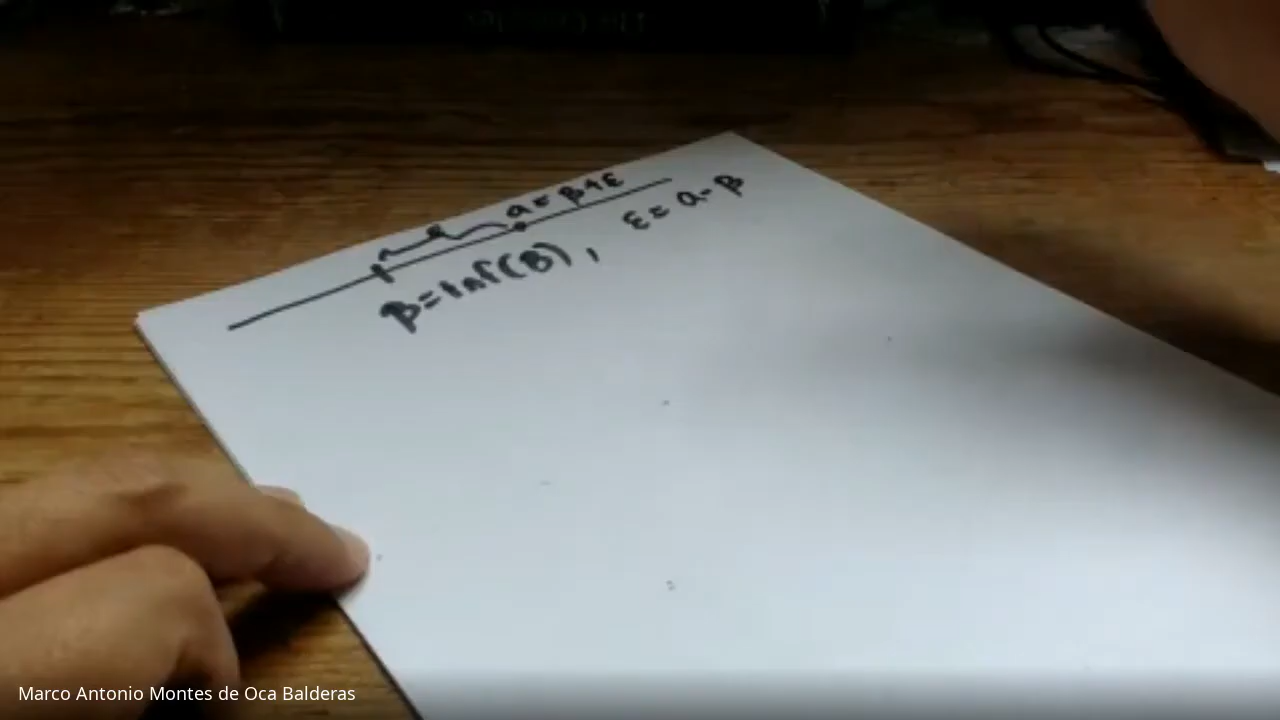 ε
a = β+ε
β=Inf(B), ε = a-β
Marco Antonio Montes de Oca Balderas